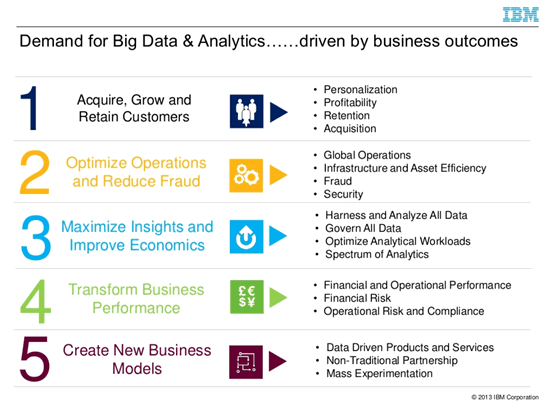 IBM
Demand for Big Data & Analytics……driven by business outcomes
1
Acquire, Grow and
Retain Customers
• Personalization
• Profitability
• Retention
• Acquisition
2
Optimize Operations
and Reduce Fraud
• Global Operations
• Infrastructure and Asset Efficiency
• Fraud
• Security
3
Maximize Insights and
Improve Economics
• Harness and Analyze All Data
• Govern All Data
• Optimize Analytical Workloads
• Spectrum of Analytics
4
Transform Business
Performance
£€
$¥
• Financial and Operational Performance
• Financial Risk
• Operational Risk and Compliance
5
Create New Business
Models
• Data Driven Products and Services
• Non-Traditional Partnership
• Mass Experimentation
© 2013 IBM Corporation